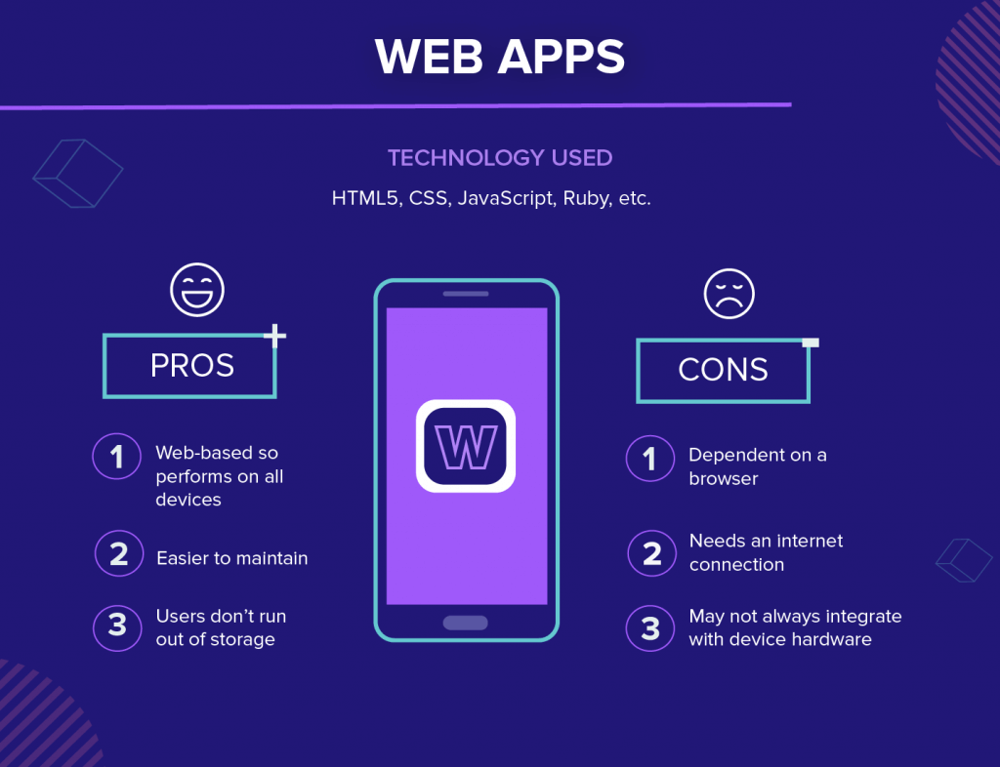 WEB APPS
TECHNOLOGY USED
HTML5, CSS, JavaScript, Ruby, etc.
PROS
1
Web-based so
performs on all
devices
2
Easier to maintain
3
Users don’t run
out of storage
W
CONS
1
Dependent on a
browser
2
Needs an internet
connection
3
May not always integrate
with device hardware